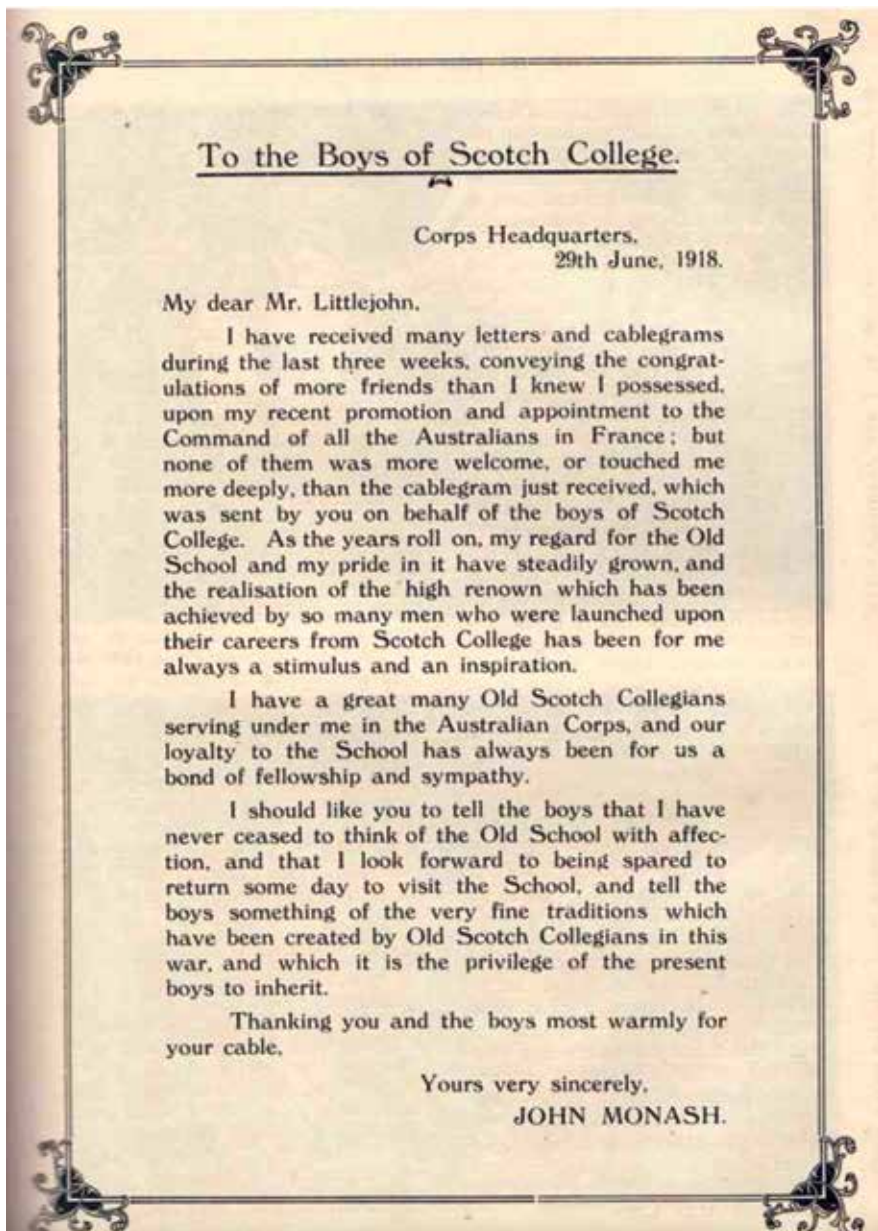 To the Boys of Scotch College.
Corps Headquarters,
29th June, 1918.
My dear Mr. Littlejohn,
I have received many letters and cablegrams
during the last three weeks, conveying the congrat-
ulations of more friends than I knew I possessed,
upon my recent promotion and appointment to the
Command of all the Australians in France; but
none of them was more welcome, or touched me
more deeply, than the cablegram just received, which
was sent by you on behalf of the boys of Scotch
College. As the years roll on, my regard for the Old
School and my pride in it have steadily grown, and
the realisation of the high renown which has been
achieved by so many men who were launched upon
their careers from Scotch College has been for me
always a stimulus and an inspiration.
I have a great many Old Scotch Collegians
serving under me in the Australian Corps, and our
loyalty to the School has always been for us a
bond of fellowship and sympathy.
I should like you to tell the boys that I have
never ceased to think of the Old School with affec-
tion, and that I look forward to being spared to
return some day to visit the School, and tell the
boys something of the very fine traditions which
have been created by Old Scotch Collegians in this
war, and which it is the privilege of the present
boys to inherit.
Thanking you and the boys most warmly for
your cable,
Yours very sincerely,
JOHN MONASH.